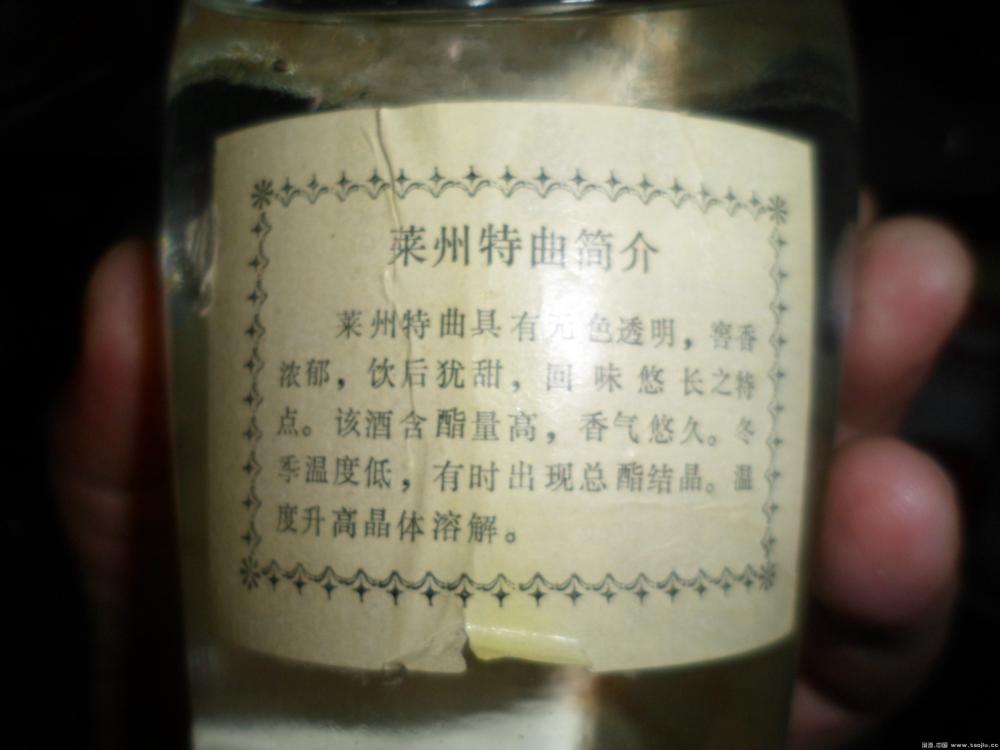 莱州特曲简介
莱州特曲具有无色透明，窖香
浓郁，饮后犹甜，回味悠长之特
点。该酒含酯量高，香气悠久。冬
季温度低，有时出现总酯结晶。温
度升高晶体溶解。
www.taojiu.cc